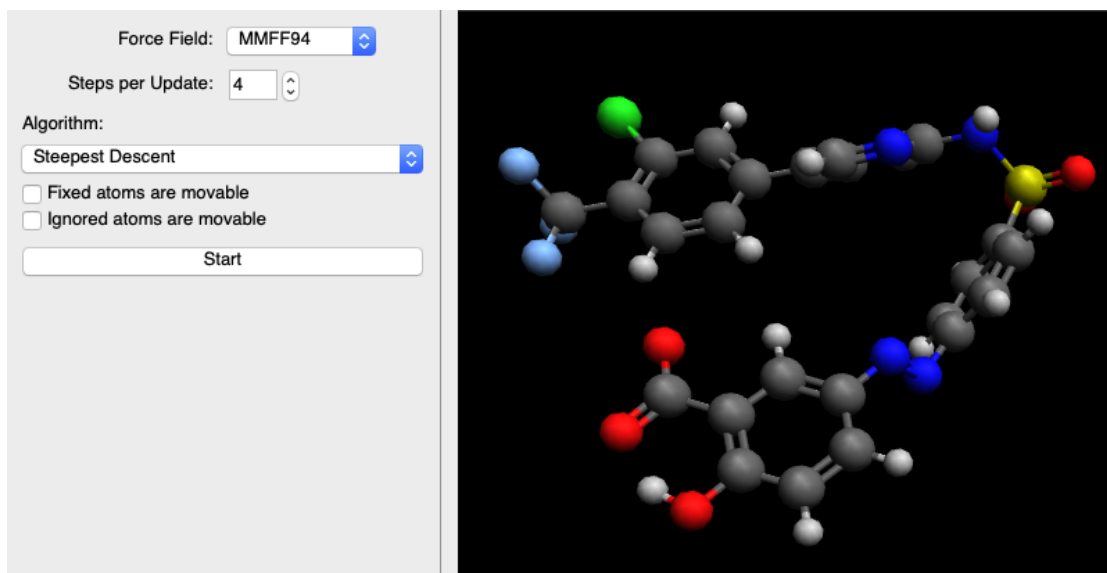 Force Field: MMFF94
Steps per Update: 4
Algorithm:
Steepest Descent
Fixed atoms are movable
Ignored atoms are movable
Start